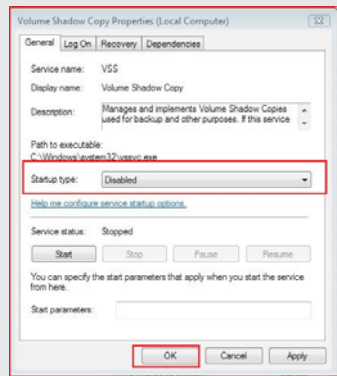 Volume Shadow Copy Properties (Local Computer)
General Log On Recovery Dependencies
Service name: VSS
Display name: Volume Shadow Copy
Description: Manages and implements Volume Shadow Copies
used for backup and other purposes. If this service
Path to executable:
C:\Windows\system32\vssvc.exe
Startup type: Disabled
Help me configure service startup options.
Service status: Stopped
Start Stop Pause Resume
You can specify the start parameters that apply when you start the service
from here.
Start parameters:
OK Cancel Apply